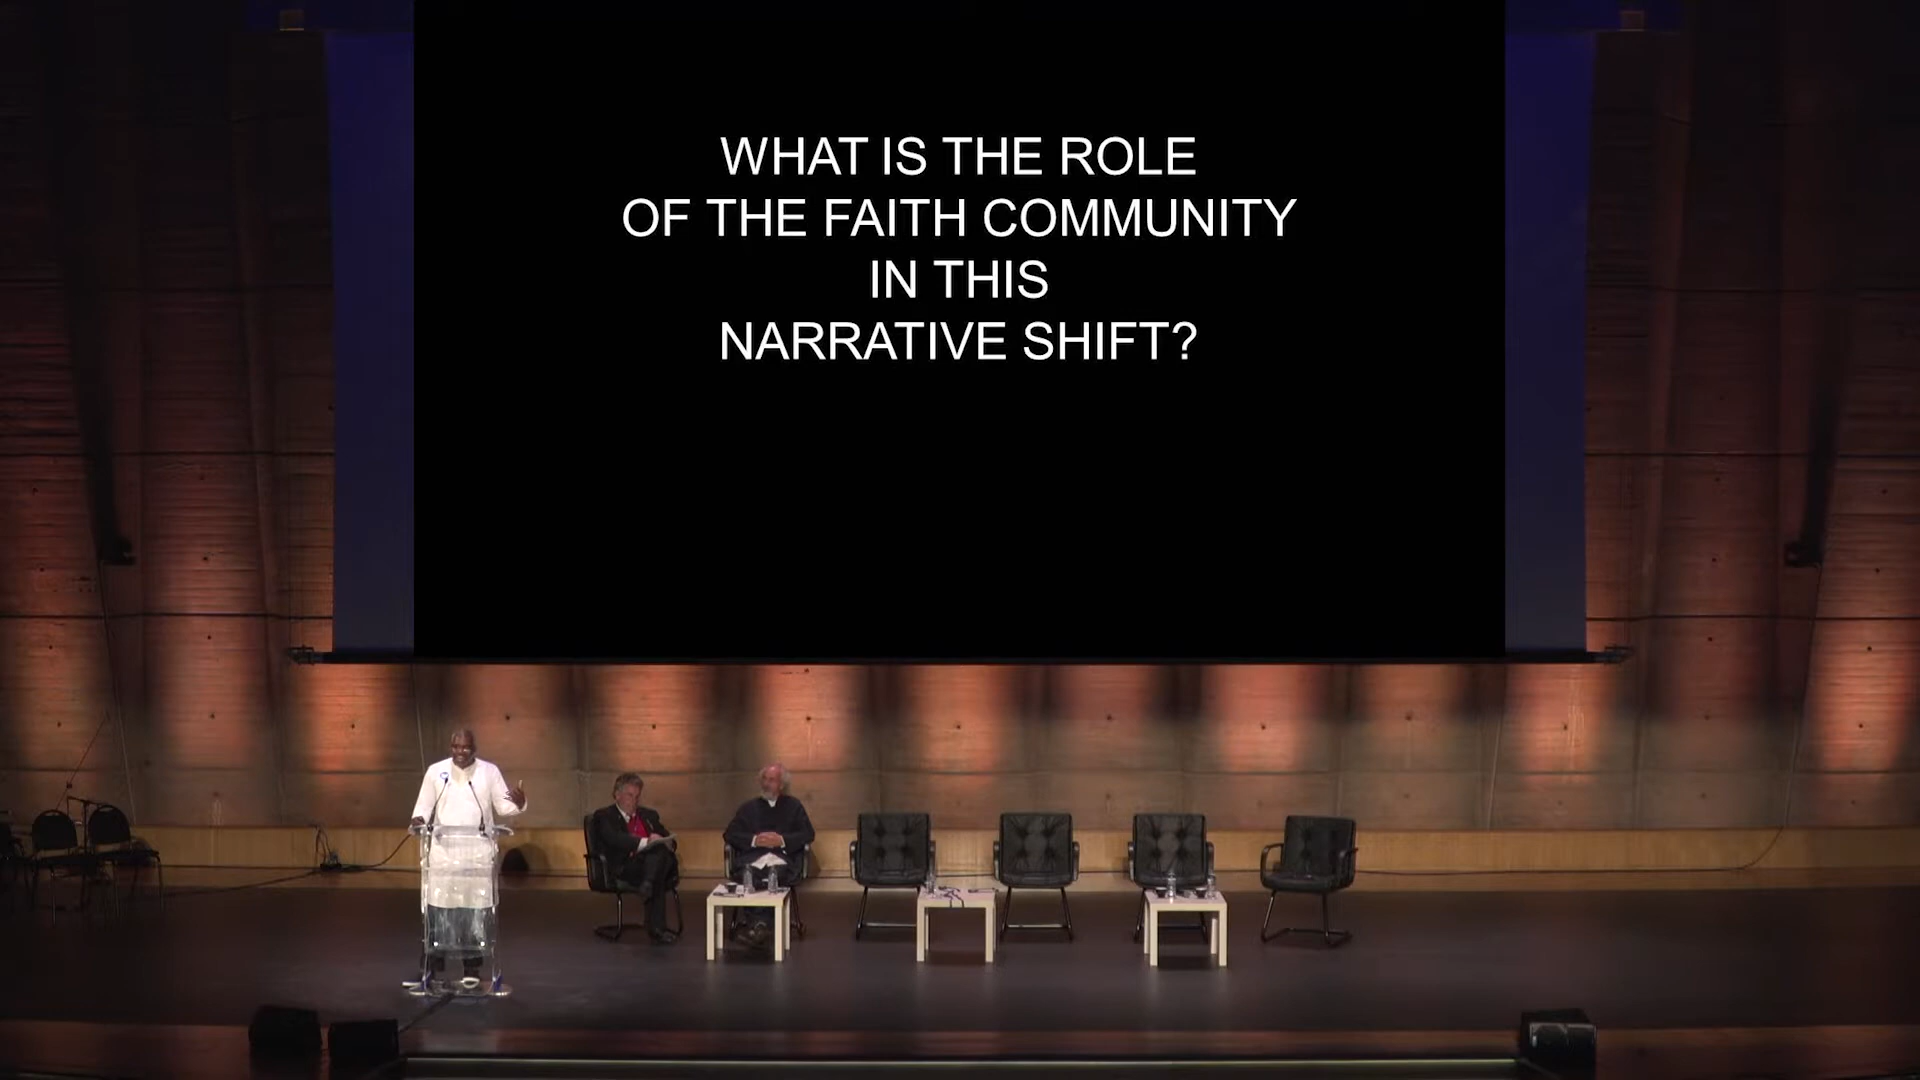 WHAT IS THE ROLE
OF THE FAITH COMMUNITY
IN THIS
NARRATIVE SHIFT?